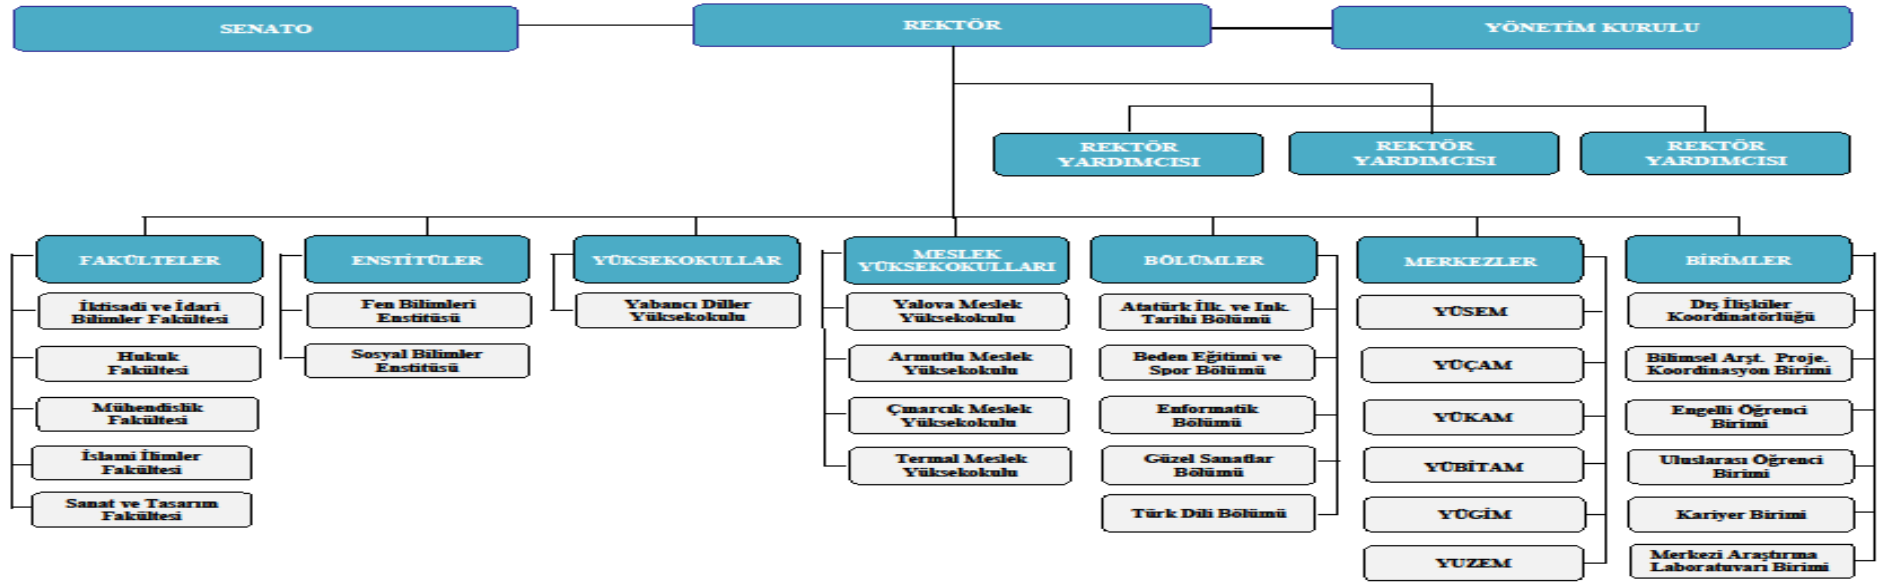 SENATO
REKTÖR
YÖNETİM KURULU
REKTÖR
YARDIMCISI
REKTÖR
YARDIMCISI
REKTÖR
YARDIMCISI
FAKÜLTELER
İktisadi ve İdari
Bilimler Fakültesi
Hukuk
Fakültesi
Mühendislik
Fakültesi
İslami İlimler
Fakültesi
Sanat ve Tasarım
Fakültesi
ENSTİTÜLER
Fen Bilimleri
Enstitüsü
Sosyal Bilimler
Enstitüsü
YÜKSEKOKULLAR
Yabancı Diller
Yüksekokulu
MESLEK
YÜKSEKOKULLARI
Yalova Meslek
Yüksekokulu
Armutlu Meslek
Yüksekokulu
Çınarcık Meslek
Yüksekokulu
Termal Meslek
Yüksekokulu
BÖLÜMLER
Atatürk İlk. ve Ink.
Tarihi Bölümü
Beden Eğitimi ve
Spor Bölümü
Enformatik
Bölümü
Güzel Sanatlar
Bölümü
Türk Dili Bölümü
MERKEZLER
YÜSEM
YÜÇAM
YÜKAM
YÜBİTAM
YÜGİM
YUZEM
BİRİMLER
Dış İlişkiler
Koordinatörlüğü
Bilimsel Arşt. Proje.
Koordinasyon Birimi
Engelli Öğrenci
Birimi
Uluslarası Öğrenci
Birimi
Kariyer Birimi
Merkezi Araştırma
Laboratuvarı Birimi